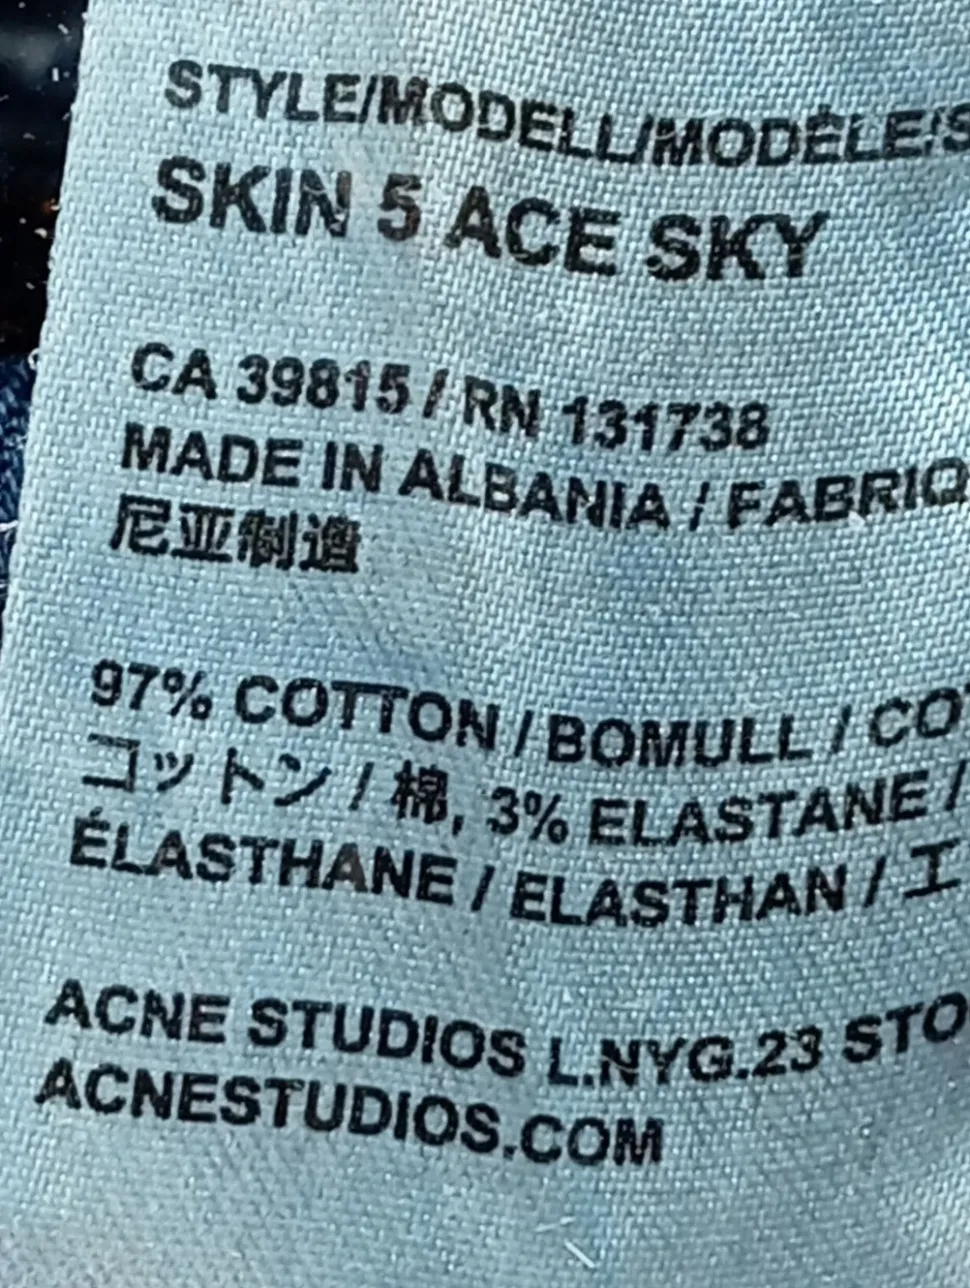 STYLE/MODELL/MODÈLE/S
SKIN 5 ACE SKY
CA 39815 / RN 131738
MADE IN ALBANIA / FABRIQ
尼亚制造
97% COTTON / BOMULL / CO
コットン / 棉, 3% ELASTANE /
ÉLASTHANE / ELASTHAN / エ
ACNE STUDIOS L.NYG.23 STO
ACNESTUDIOS.COM